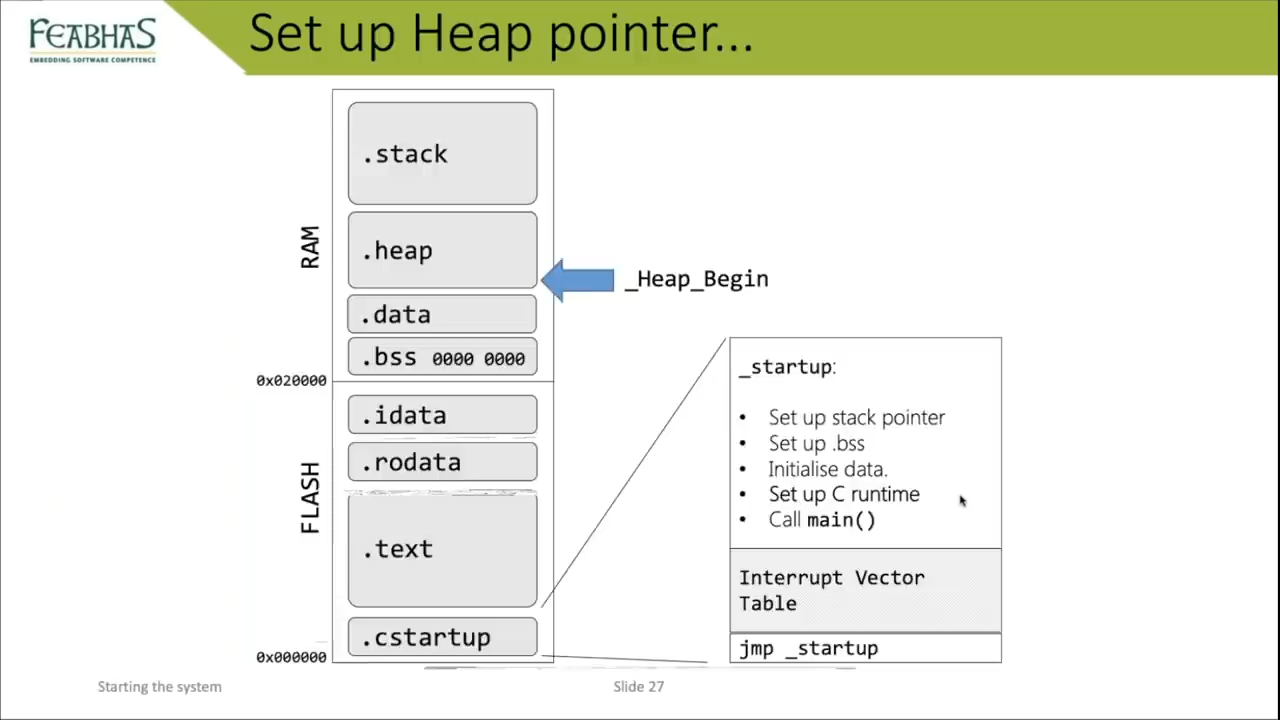 FEABHAS
EMBEDDING SOFTWARE COMPETENCE
Set up Heap pointer...
RAM
.stack
.heap
_Heap_Begin
.data
.bss 0000 0000
0x020000
FLASH
.idata
.rodata
.text
.cstartup
0x000000
_startup:
• Set up stack pointer
• Set up .bss
• Initialise data.
• Set up C runtime
• Call main()
Interrupt Vector
Table
jmp _startup
Starting the system
Slide 27